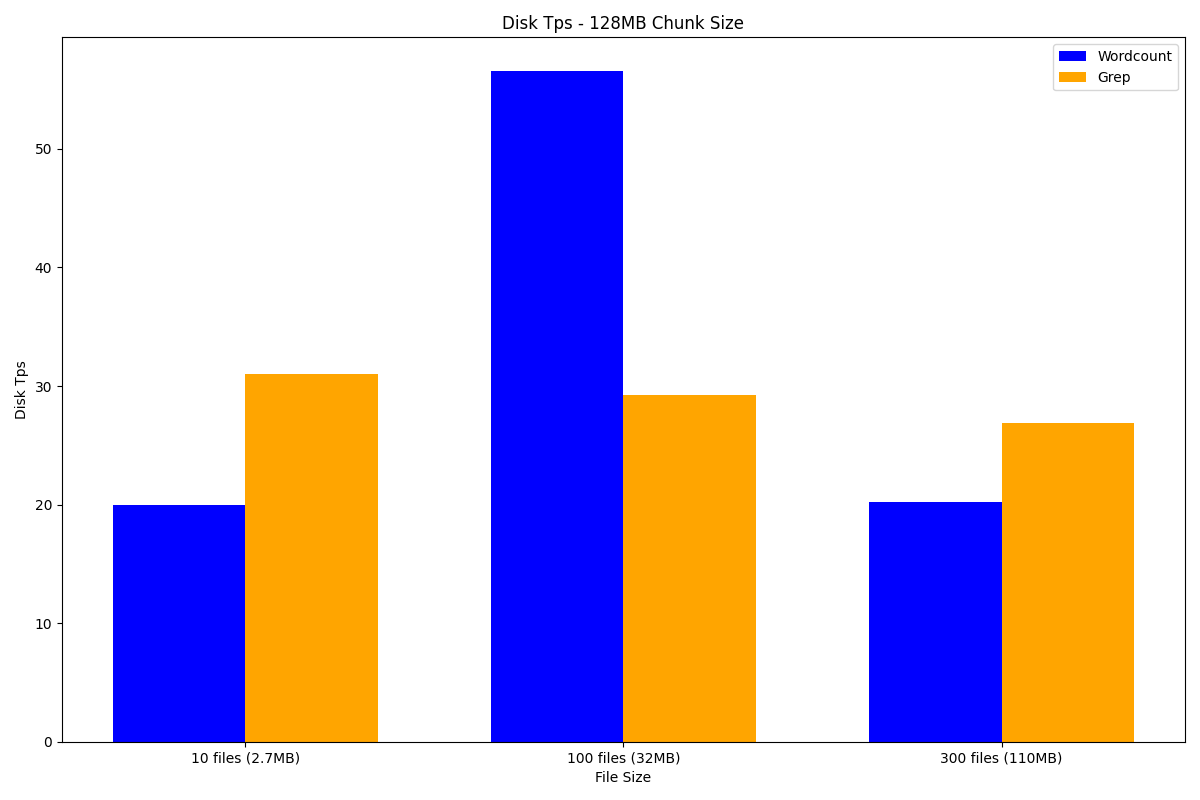 Disk Tps - 128MB Chunk Size
Wordcount
Grep
Disk Tps
50
40
30
20
10
0
10 files (2.7MB)
100 files (32MB)
300 files (110MB)
File Size